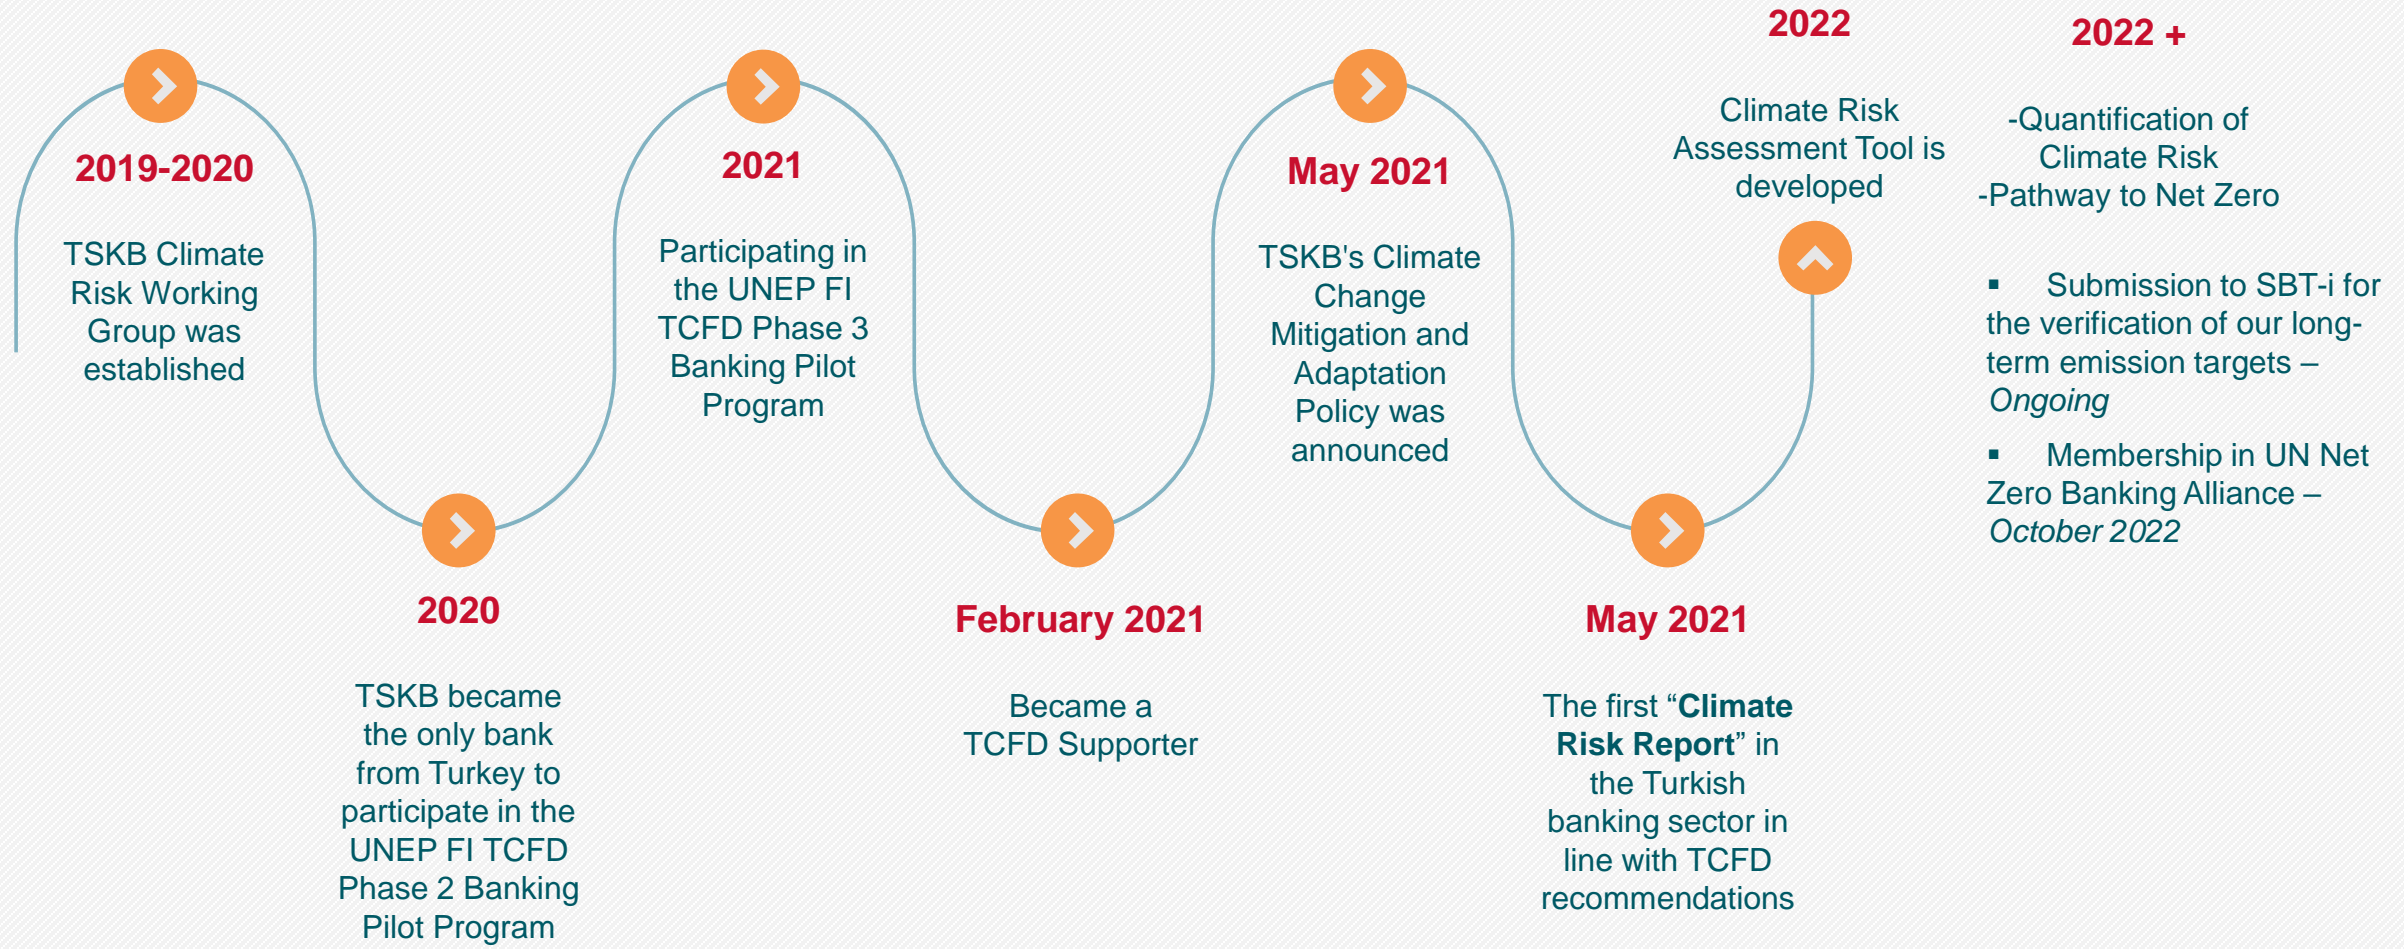 2019-2020
TSKB Climate
Risk Working
Group was
established
2020
TSKB became
the only bank
from Turkey to
participate in the
UNEP FI TCFD
Phase 2 Banking
Pilot Program
2021
Participating in
the UNEP FI
TCFD Phase 3
Banking Pilot
Program
February 2021
Became a
TCFD Supporter
May 2021
TSKB's Climate
Change
Mitigation and
Adaptation
Policy was
announced
May 2021
The first “Climate
Risk Report” in
the Turkish
banking sector in
line with TCFD
recommendations
2022
Climate Risk
Assessment Tool is
developed
2022 +
-Quantification of
Climate Risk
-Pathway to Net Zero
▪ Submission to SBT-i for
the verification of our long-
term emission targets –
Ongoing
▪ Membership in UN Net
Zero Banking Alliance –
October 2022